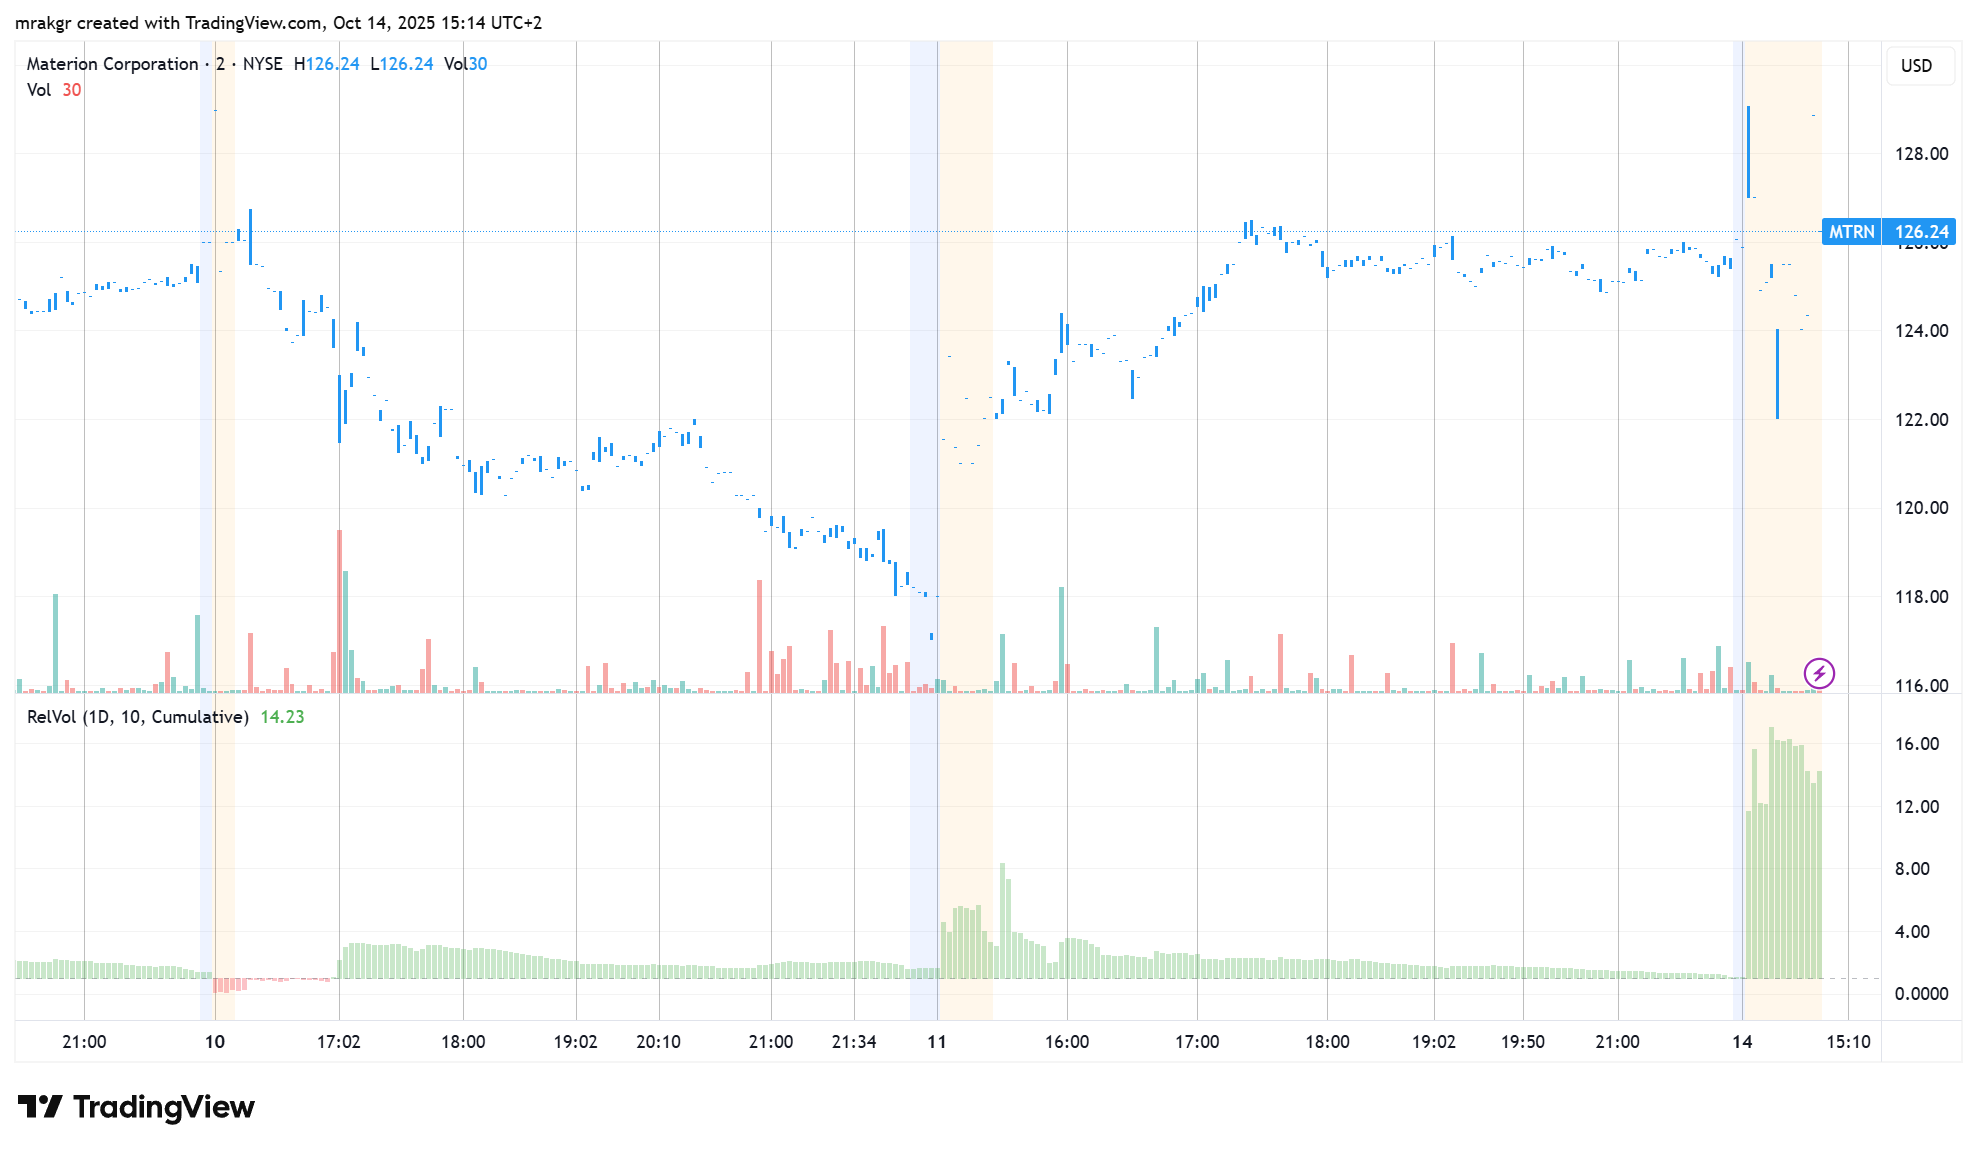 mrakgr created with TradingView.com, Oct 14, 2025 15:14 UTC+2
Materion Corporation · 2 · NYSE H126.24 L126.24 Vol30
Vol 30
USD
128.00
MTRN 126.24
126.00
124.00
122.00
120.00
118.00
116.00
RelVol (1D, 10, Cumulative) 14.23
16.00
12.00
8.00
4.00
0.0000
21:00 10 17:02 18:00 19:02 20:10 21:00 21:34 11 16:00 17:00 18:00 19:02 19:50 21:00 14 15:10
TradingView